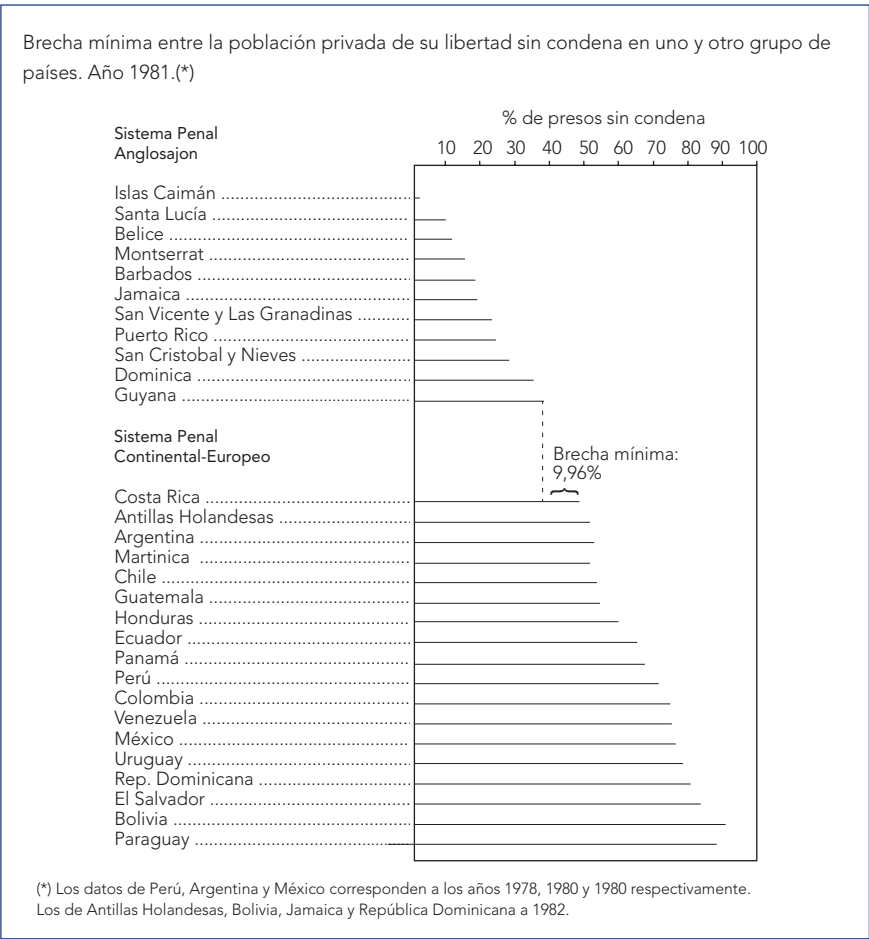 Brecha mínima entre la población privada de su libertad sin condena en uno y otro grupo de
países. Año 1981.(*)
% de presos sin condena
Sistema Penal
Anglosajon
10 20 30 40 50 60 70 80 90 100
Islas Caimán
Santa Lucía
Belice
Montserrat
Barbados
Jamaica
San Vicente y Las Granadinas
Puerto Rico
San Cristobal y Nieves
Dominica
Guyana
Sistema Penal
Continental-Europeo
Brecha mínima:
9,96%
Costa Rica
Antillas Holandesas
Argentina
Martinica
Chile
Guatemala
Honduras
Ecuador
Panamá
Perú
Colombia
Venezuela
México
Uruguay
Rep. Dominicana
El Salvador
Bolivia
Paraguay
(*) Los datos de Perú, Argentina y México corresponden a los años 1978, 1980 y 1980 respectivamente.
Los de Antillas Holandesas, Bolivia, Jamaica y República Dominicana a 1982.